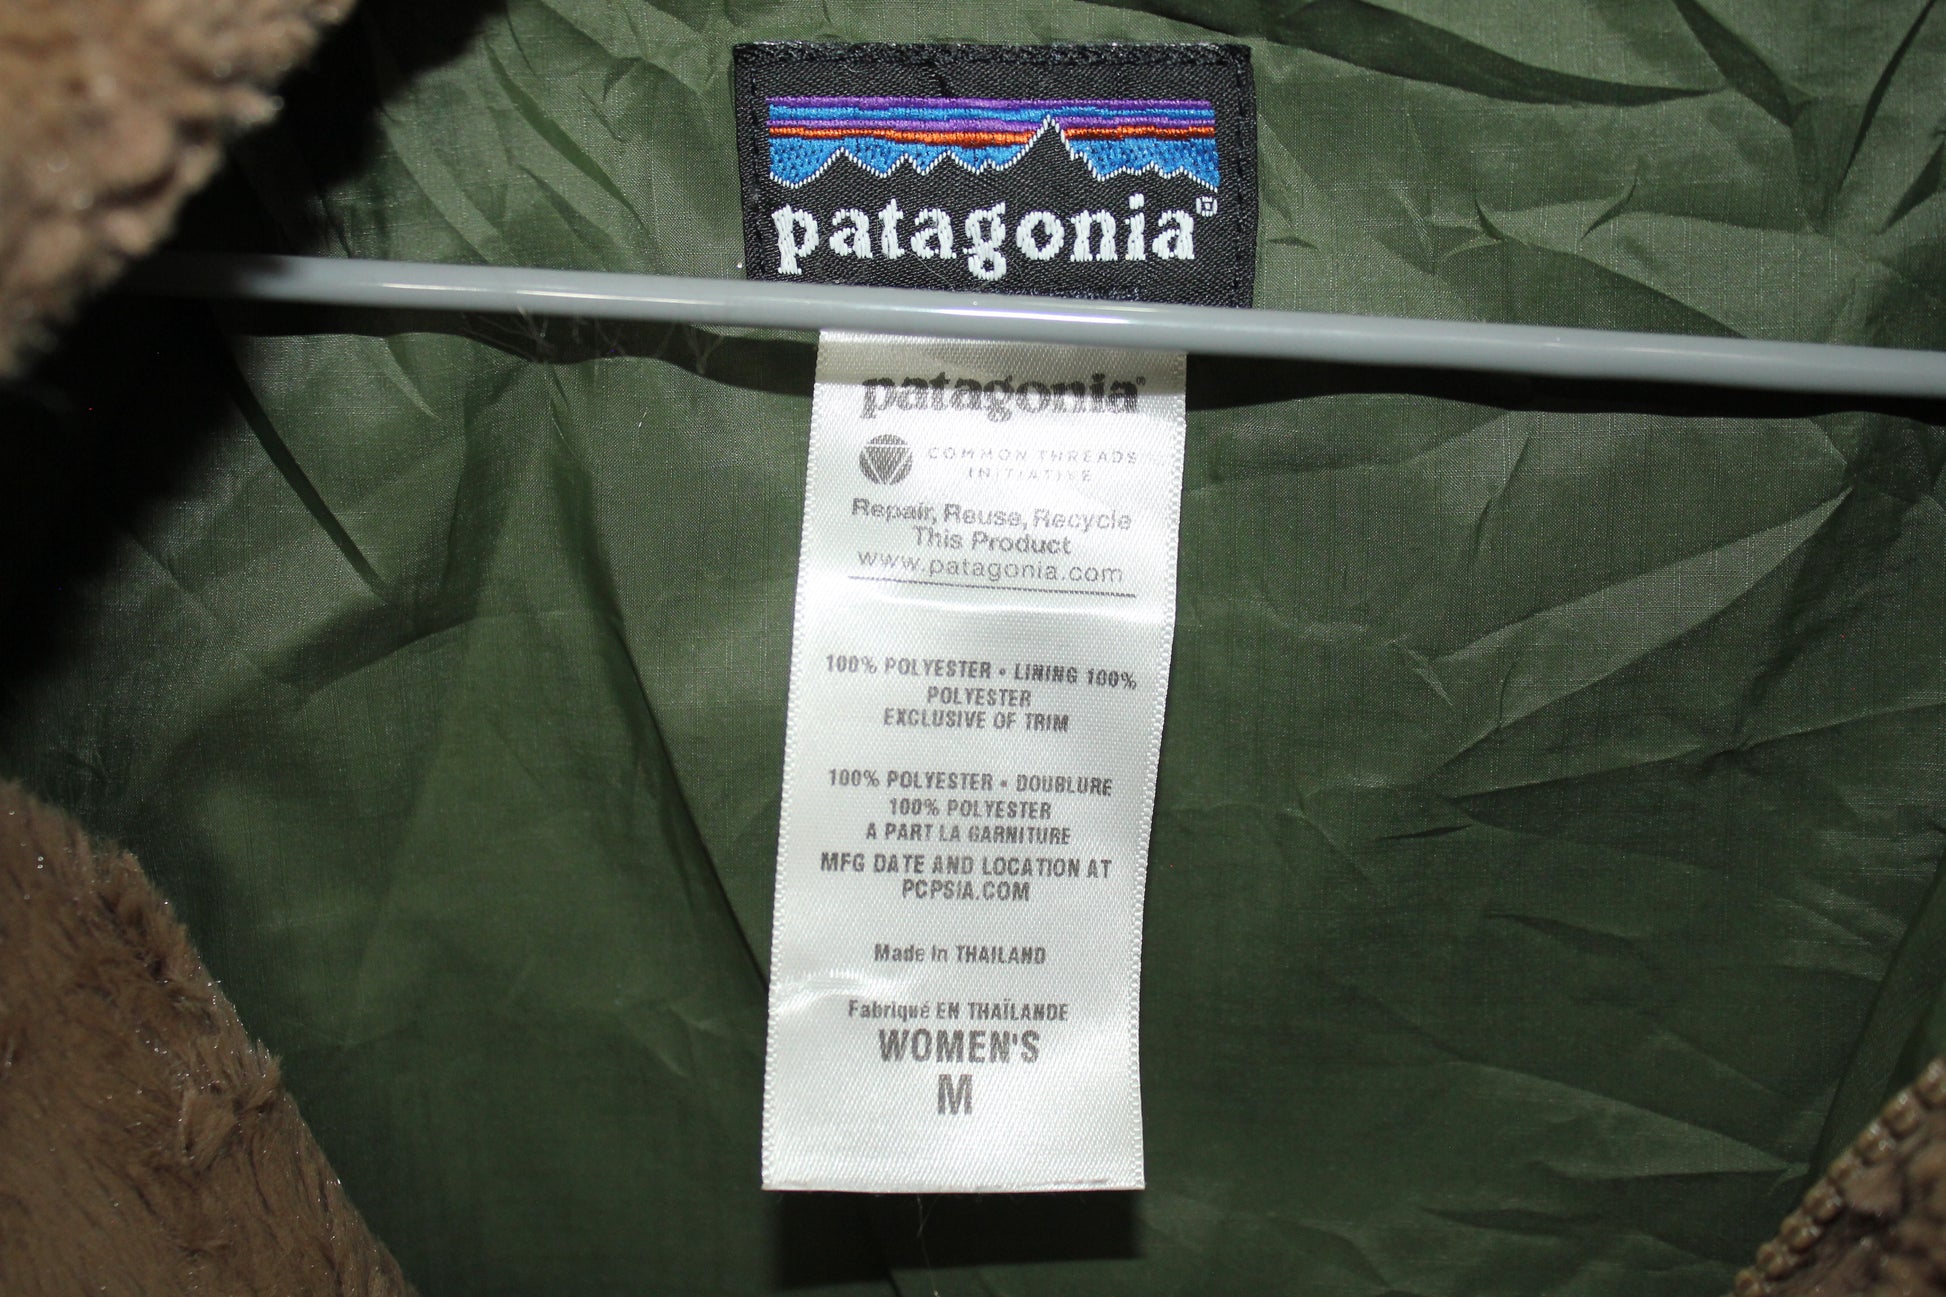 patagonia®
patagonia®
COMMON THREADS
INITIATIVE
Repair, Reuse, Recycle
This Product
www.patagonia.com
100% POLYESTER • LINING 100%
POLYESTER
EXCLUSIVE OF TRIM
100% POLYESTER • DOUBLURE
100% POLYESTER
A PART LA GARNITURE
MFG DATE AND LOCATION AT
PCPSIA.COM
Made in THAILAND
Fabriqué EN THAÏLANDE
WOMEN'S
M